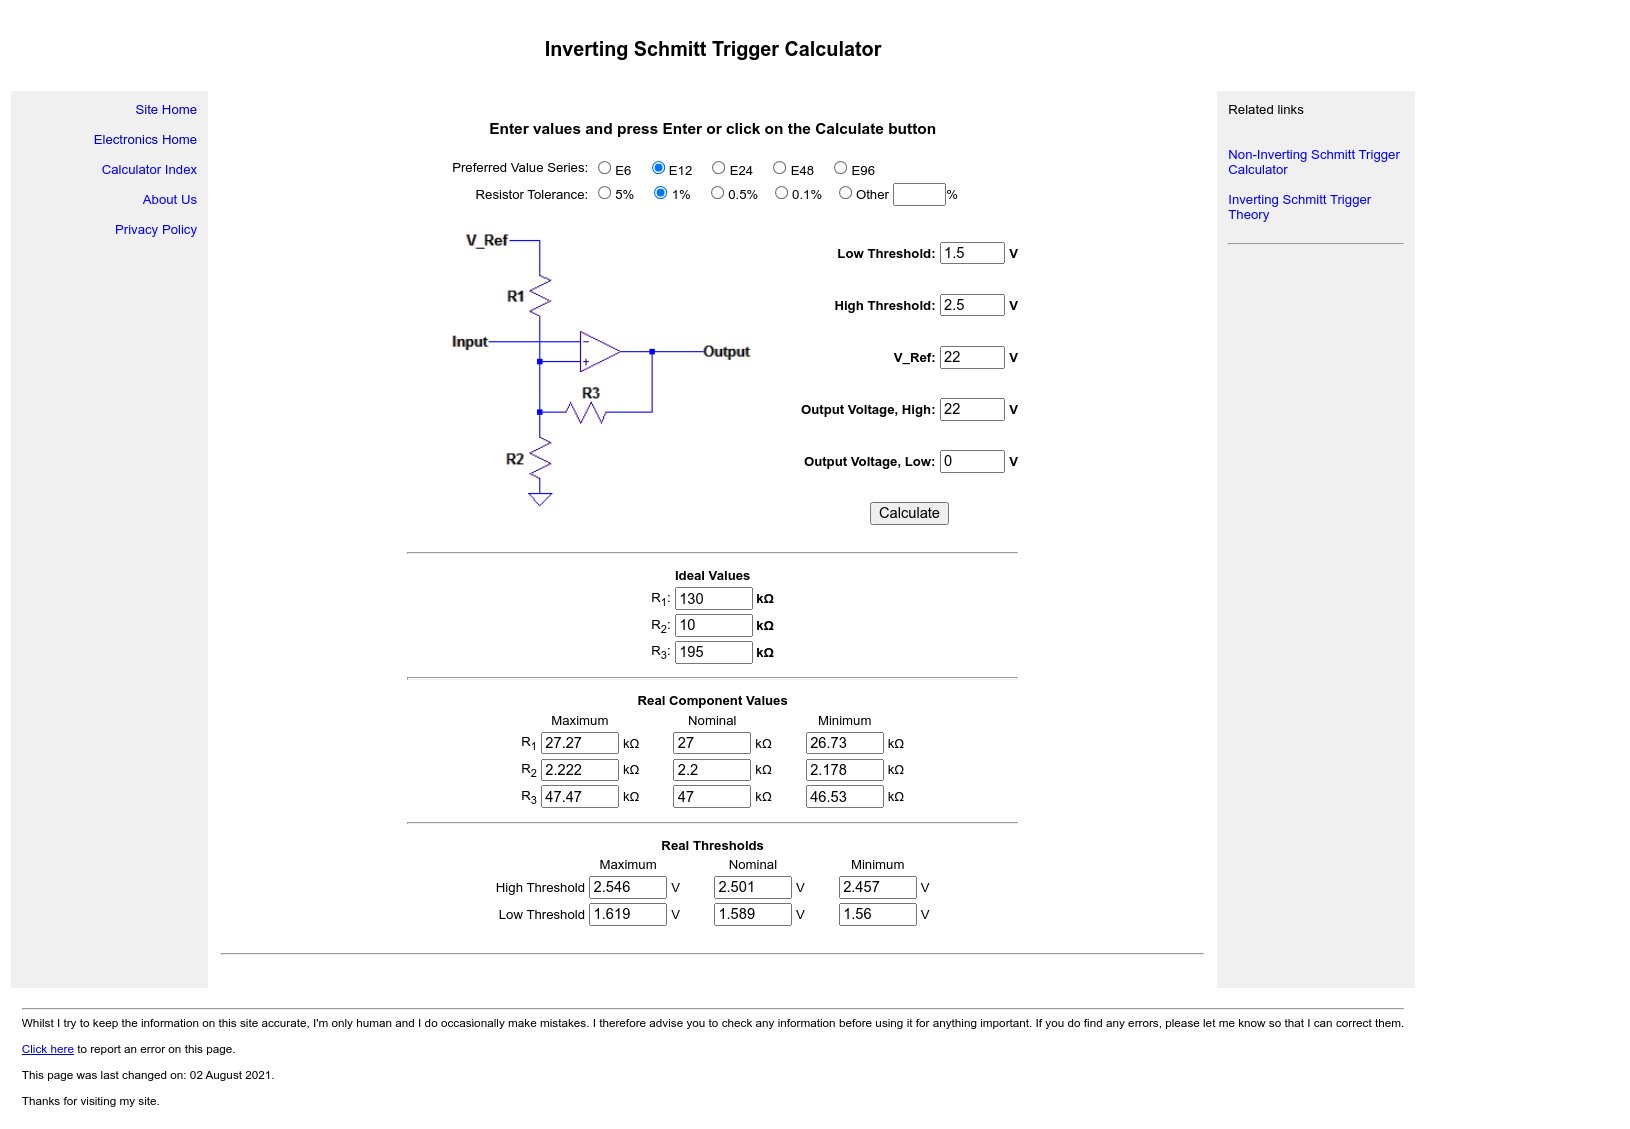 Inverting Schmitt Trigger Calculator
Site Home
Electronics Home
Calculator Index
About Us
Privacy Policy
Enter values and press Enter or click on the Calculate button
Preferred Value Series: E6 E12 E24 E48 E96
Resistor Tolerance: 5% 1% 0.5% 0.1% Other %
V_Ref
R1
Input
Output
R3
R2
Low Threshold: 1.5 V
High Threshold: 2.5 V
V_Ref: 22 V
Output Voltage, High: 22 V
Output Voltage, Low: 0 V
Calculate
Ideal Values
R1: 130 kΩ
R2: 10 kΩ
R3: 195 kΩ
Real Component Values
Maximum Nominal Minimum
R1 27.27 kΩ 27 kΩ 26.73 kΩ
R2 2.222 kΩ 2.2 kΩ 2.178 kΩ
R3 47.47 kΩ 47 kΩ 46.53 kΩ
Real Thresholds
Maximum Nominal Minimum
High Threshold 2.546 V 2.501 V 2.457 V
Low Threshold 1.619 V 1.589 V 1.56 V
Related links
Non-Inverting Schmitt Trigger
Calculator
Inverting Schmitt Trigger
Theory
Whilst I try to keep the information on this site accurate, I'm only human and I do occasionally make mistakes. I therefore advise you to check any information before using it for anything important. If you do find any errors, please let me know so that I can correct them.
Click here to report an error on this page.
This page was last changed on: 02 August 2021.
Thanks for visiting my site.